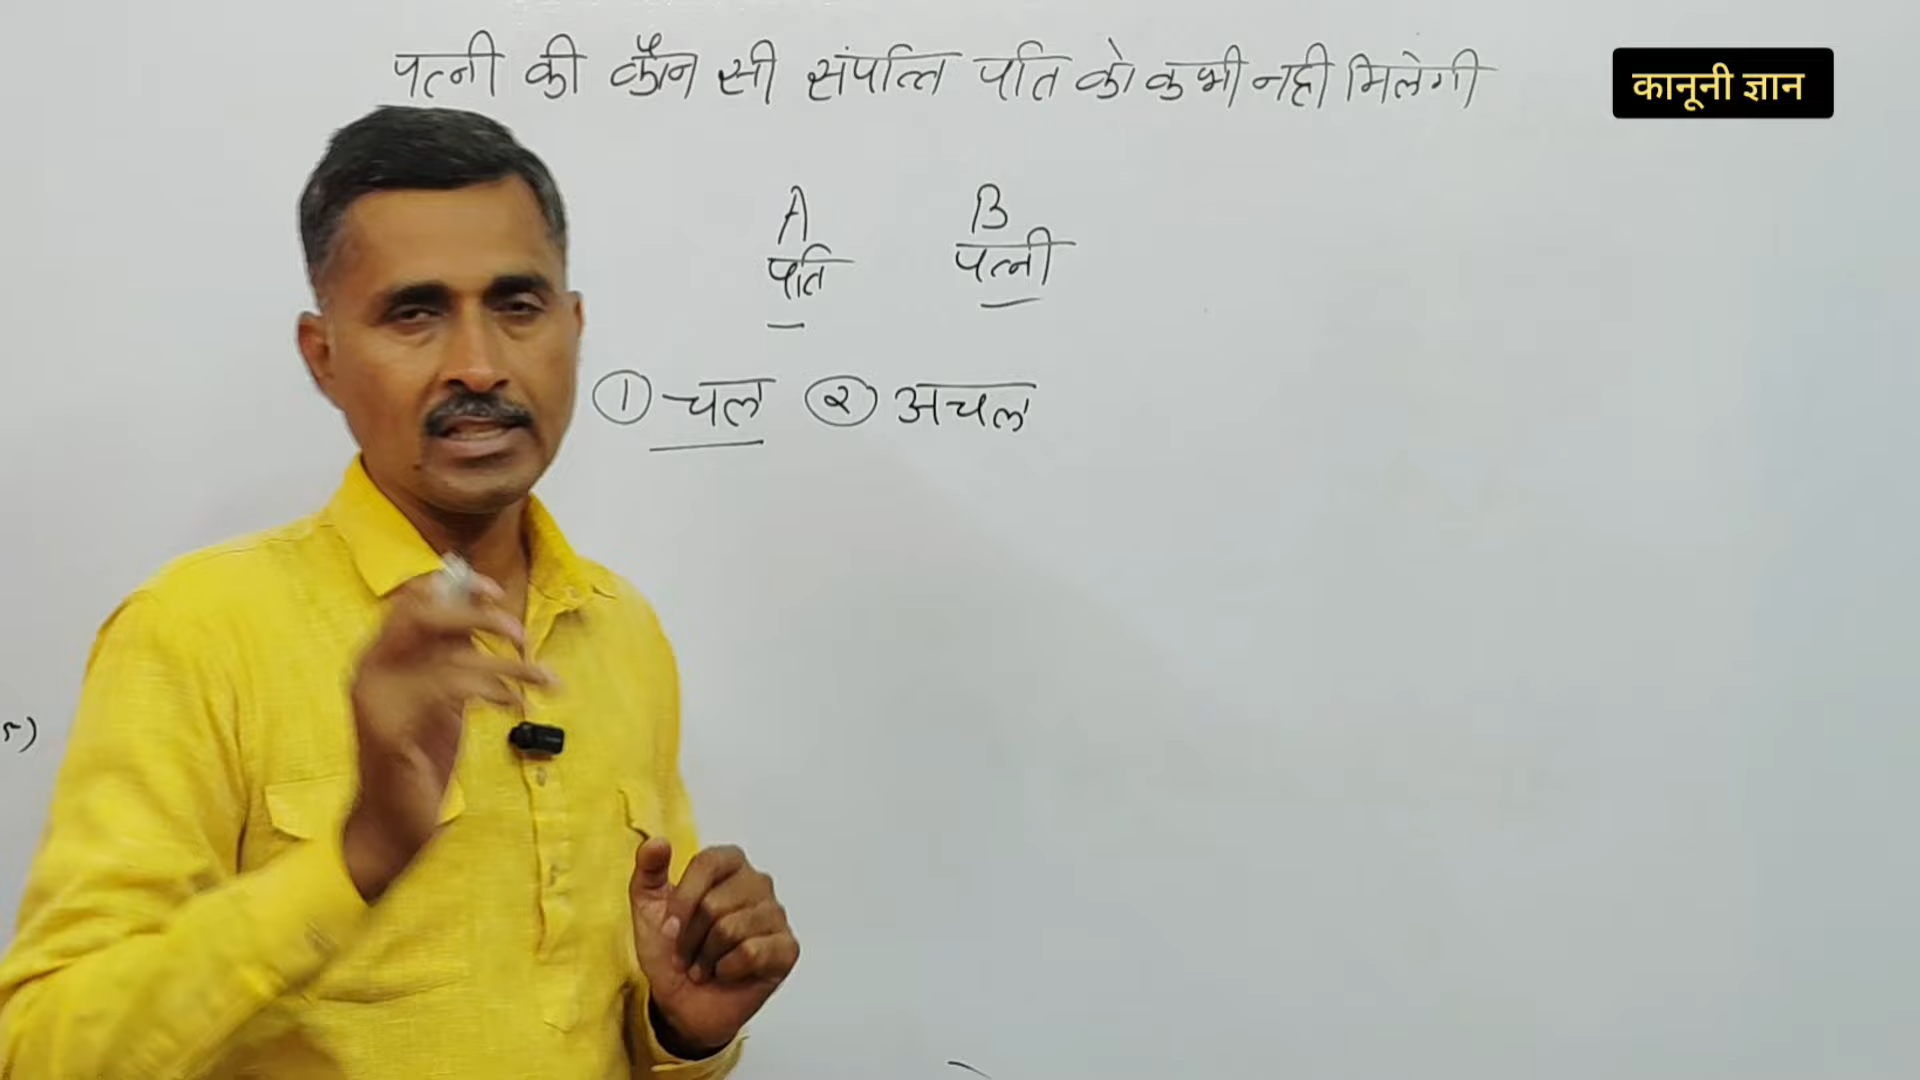 पत्नी की कौन सी संपत्ति पति को कभी नही मिलेगी
कानूनी ज्ञान
A B
पति पत्नी
① चल ② अचल